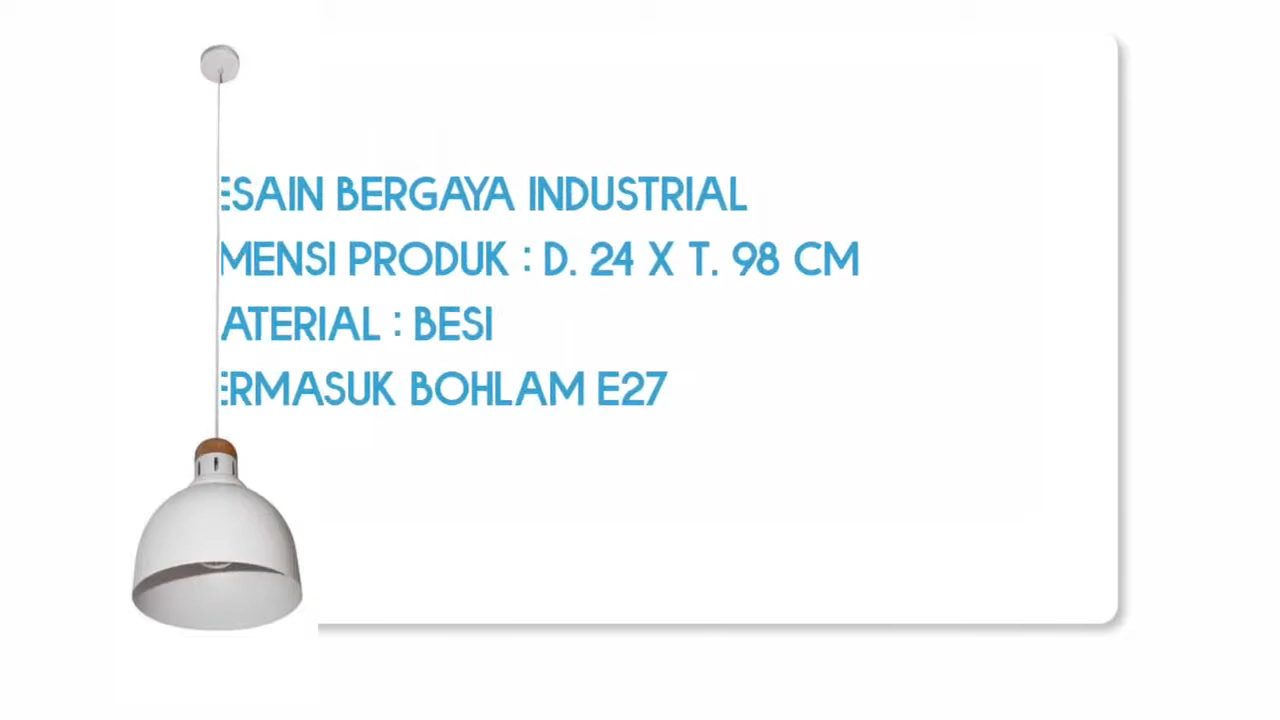 ESAIN BERGAYA INDUSTRIAL
MENSI PRODUK : D. 24 X T. 98 CM
ATERIAL : BESI
ERMASUK BOHLAM E27